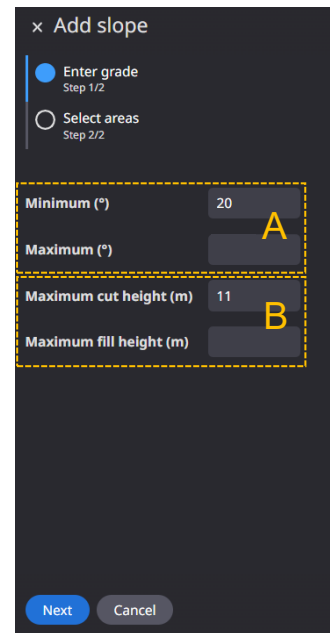 × Add slope
Enter grade
Step 1/2
Select areas
Step 2/2
Minimum (°) 20
A
Maximum (°)
Maximum cut height (m) 11
B
Maximum fill height (m)
Next Cancel